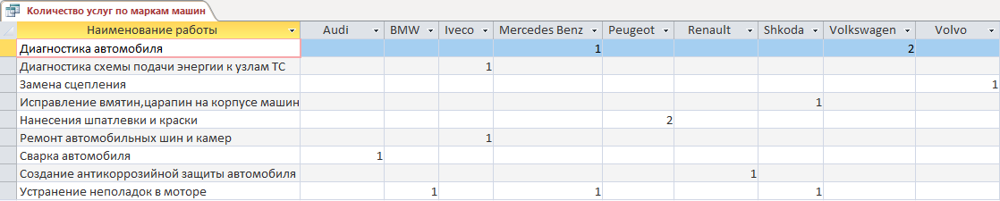 Количество услуг по маркам машин
Наименование работы Audi BMW Iveco Mercedes Benz Peugeot Renault Shkoda Volkswagen Volvo
Диагностика автомобиля 1 2
Диагностика схемы подачи энергии к узлам ТС 1
Замена сцепления 1
Исправление вмятин,царапин на корпусе машин 1
Нанесения шпатлевки и краски 2
Ремонт автомобильных шин и камер 1
Сварка автомобиля 1
Создание антикоррозийной защиты автомобиля 1
Устранение неполадок в моторе 1 1 1